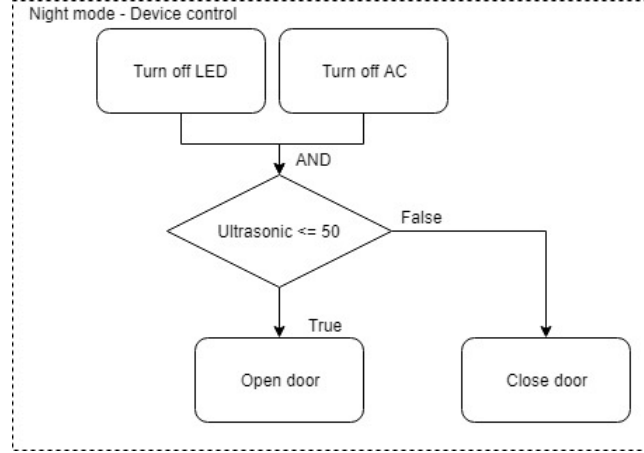 Night mode - Device control
Turn off LED
Turn off AC
AND
Ultrasonic <= 50
False
True
Open door
Close door